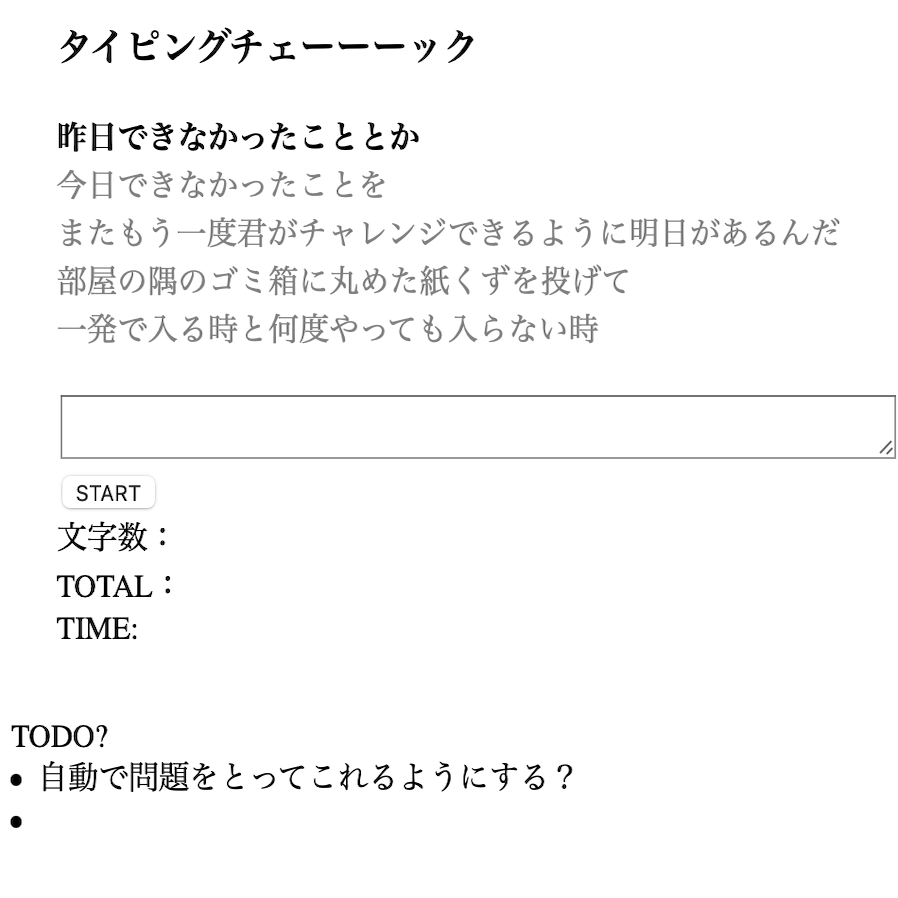 タイピングチェーーーック
昨日できなかったこととか
今日できなかったことを
またもう一度君がチャレンジできるように明日があるんだ
部屋の隅のゴミ箱に丸めた紙くずを投げて
一発で入る時と何度やっても入らない時
START
文字数：
TOTAL：
TIME:
TODO?
• 自動で問題をとってこれるようにする？
•